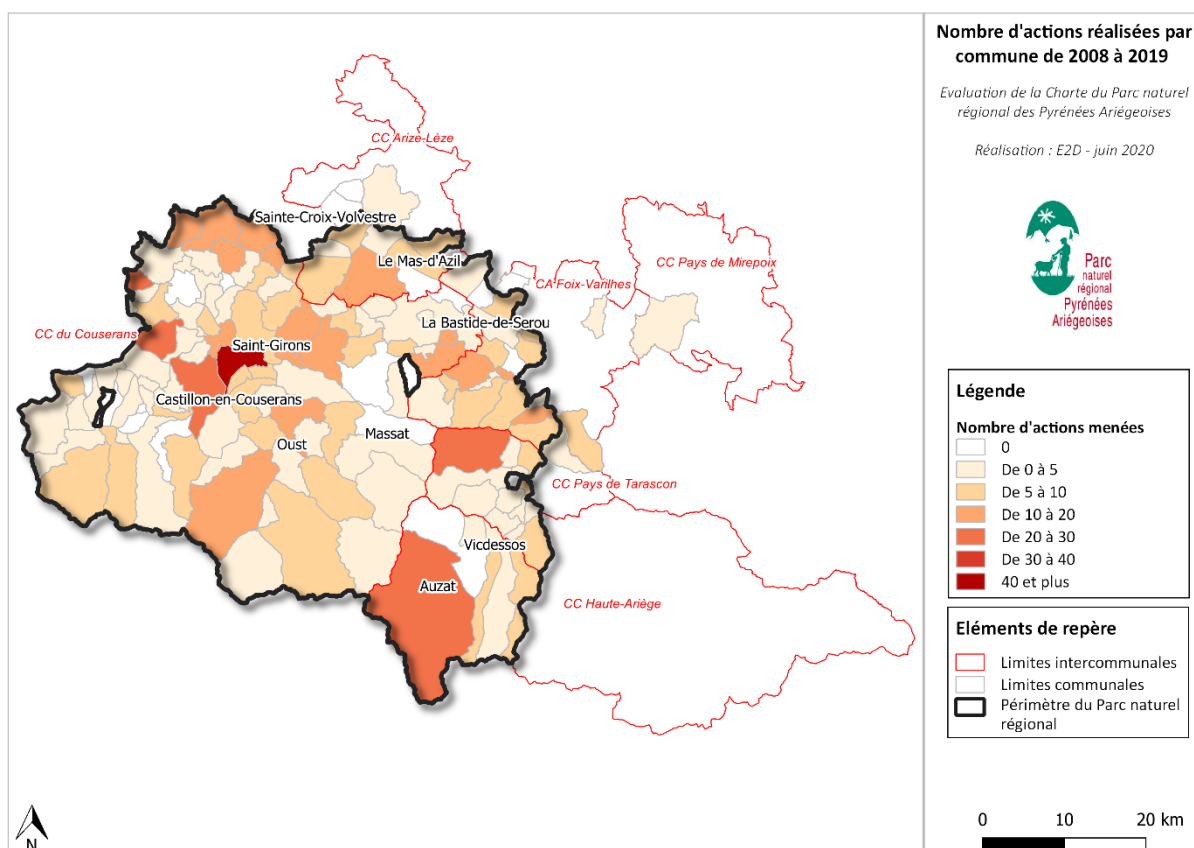 Nombre d'actions réalisées par
commune de 2008 à 2019
Evaluation de la Charte du Parc naturel
régional des Pyrénées Ariégeoises
Réalisation : E2D - juin 2020
Parc
naturel
régional
Pyrénées
Ariégeoises
Légende
Nombre d'actions menées
0
De 0 à 5
De 5 à 10
De 10 à 20
De 20 à 30
De 30 à 40
40 et plus
Eléments de repère
Limites intercommunales
Limites communales
Périmètre du Parc naturel
régional
0 10 20 km
CC Arize-Lèze
Sainte-Croix-Volvestre
Le Mas-d'Azil
CC Pays de Mirepoix
CA Foix-Varilhes
La Bastide-de-Serou
CC du Couserans
Saint-Girons
Castillon-en-Couserans
Massat
Oust
CC Pays de Tarascon
Vicdessos
Auzat
CC Haute-Ariège
N